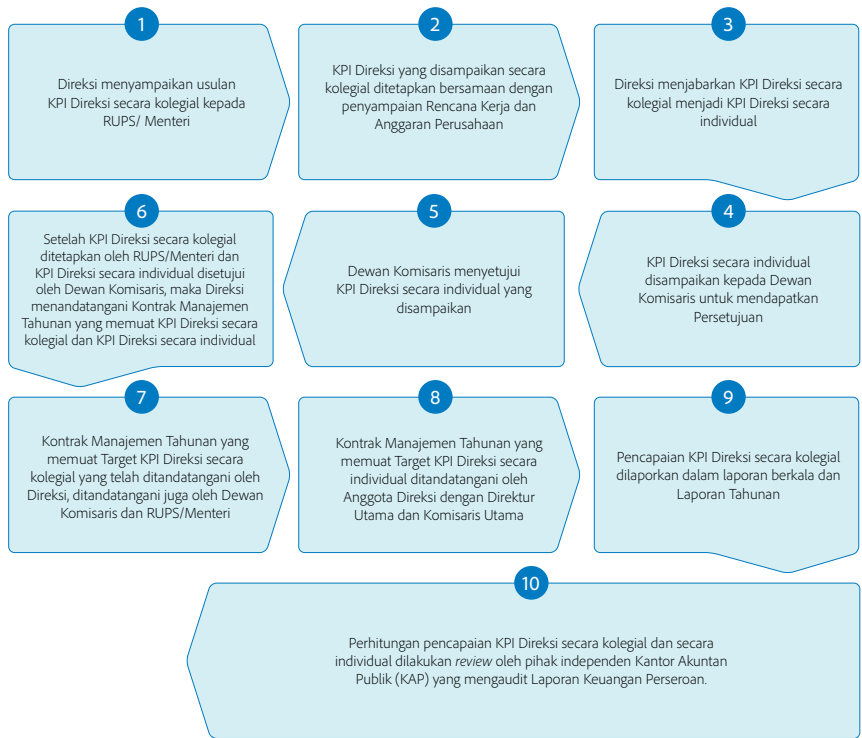 1
Direksi menyampaikan usulan
KPI Direksi secara kolegial kepada
RUPS/ Menteri
2
KPI Direksi yang disampaikan secara
kolegial ditetapkan bersamaan dengan
penyampaian Rencana Kerja dan
Anggaran Perusahaan
3
Direksi menjabarkan KPI Direksi secara
kolegial menjadi KPI Direksi secara
individual
4
KPI Direksi secara individual
disampaikan kepada Dewan
Komisaris untuk mendapatkan
Persetujuan
5
Dewan Komisaris menyetujui
KPI Direksi secara individual yang
disampaikan
6
Setelah KPI Direksi secara kolegial
ditetapkan oleh RUPS/Menteri dan
KPI Direksi secara individual disetujui
oleh Dewan Komisaris, maka Direksi
menandatangani Kontrak Manajemen
Tahunan yang memuat KPI Direksi secara
kolegial dan KPI Direksi secara individual
7
Kontrak Manajemen Tahunan yang
memuat Target KPI Direksi secara
kolegial yang telah ditandatangani oleh
Direksi, ditandatangani juga oleh Dewan
Komisaris dan RUPS/Menteri
8
Kontrak Manajemen Tahunan yang
memuat Target KPI Direksi secara
individual ditandatangani oleh
Anggota Direksi dengan Direktur
Utama dan Komisaris Utama
9
Pencapaian KPI Direksi secara kolegial
dilaporkan dalam laporan berkala dan
Laporan Tahunan
10
Perhitungan pencapaian KPI Direksi secara kolegial dan secara
individual dilakukan review oleh pihak independen Kantor Akuntan
Publik (KAP) yang mengaudit Laporan Keuangan Perseroan.